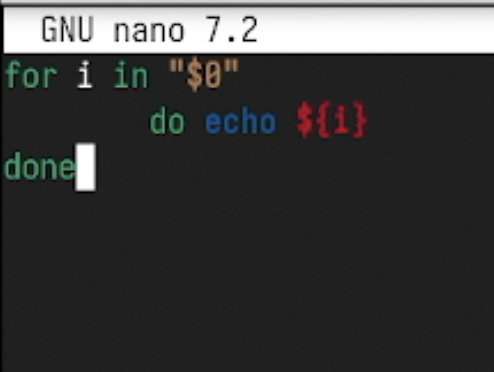 GNU nano 7.2
for i in "$0"
do echo ${i}
done